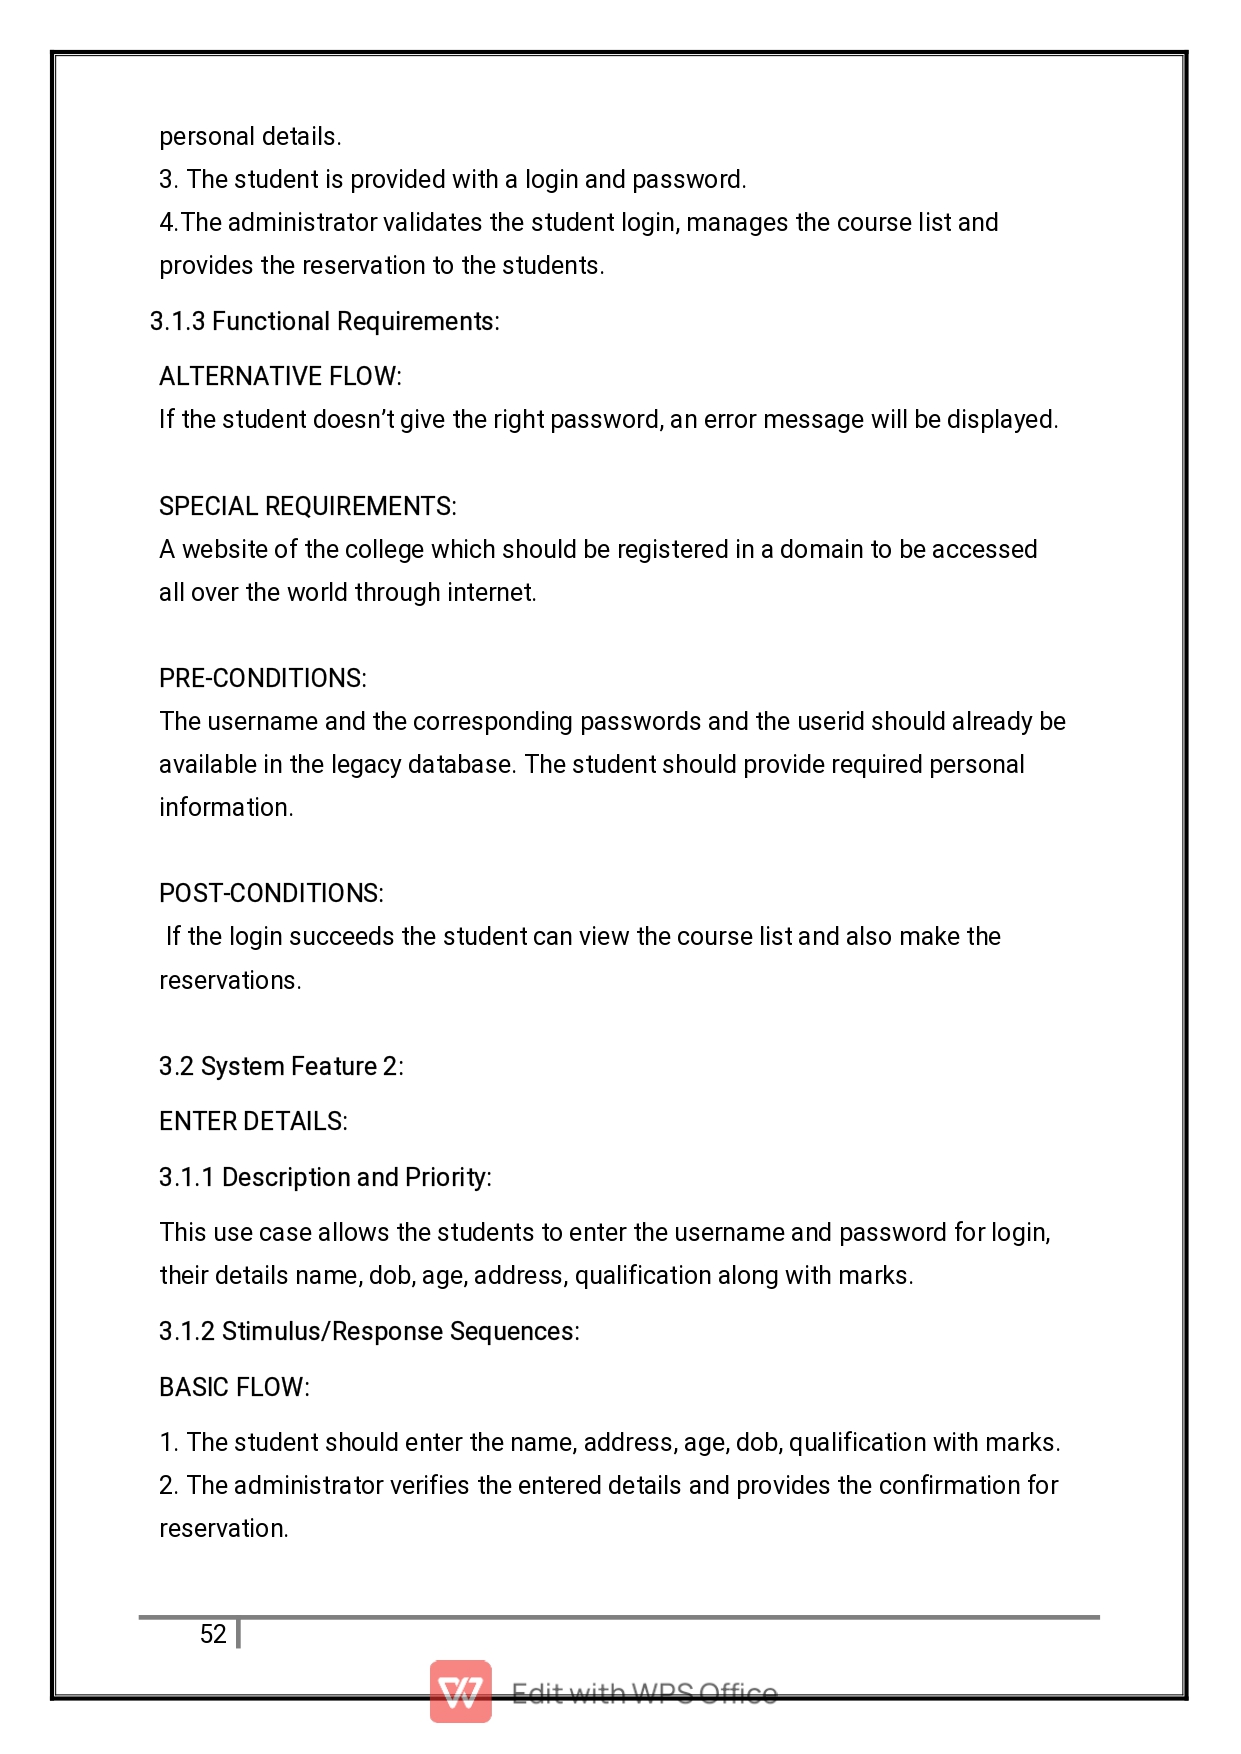 personal details.
3. The student is provided with a login and password.
4.The administrator validates the student login, manages the course list and
provides the reservation to the students.
3.1.3 Functional Requirements:
ALTERNATIVE FLOW:
If the student doesn’t give the right password, an error message will be displayed.
SPECIAL REQUIREMENTS:
A website of the college which should be registered in a domain to be accessed
all over the world through internet.
PRE-CONDITIONS:
The username and the corresponding passwords and the userid should already be
available in the legacy database. The student should provide required personal
information.
POST-CONDITIONS:
If the login succeeds the student can view the course list and also make the
reservations.
3.2 System Feature 2:
ENTER DETAILS:
3.1.1 Description and Priority:
This use case allows the students to enter the username and password for login,
their details name, dob, age, address, qualification along with marks.
3.1.2 Stimulus/Response Sequences:
BASIC FLOW:
1. The student should enter the name, address, age, dob, qualification with marks.
2. The administrator verifies the entered details and provides the confirmation for
reservation.
52
Edit with WPS Office